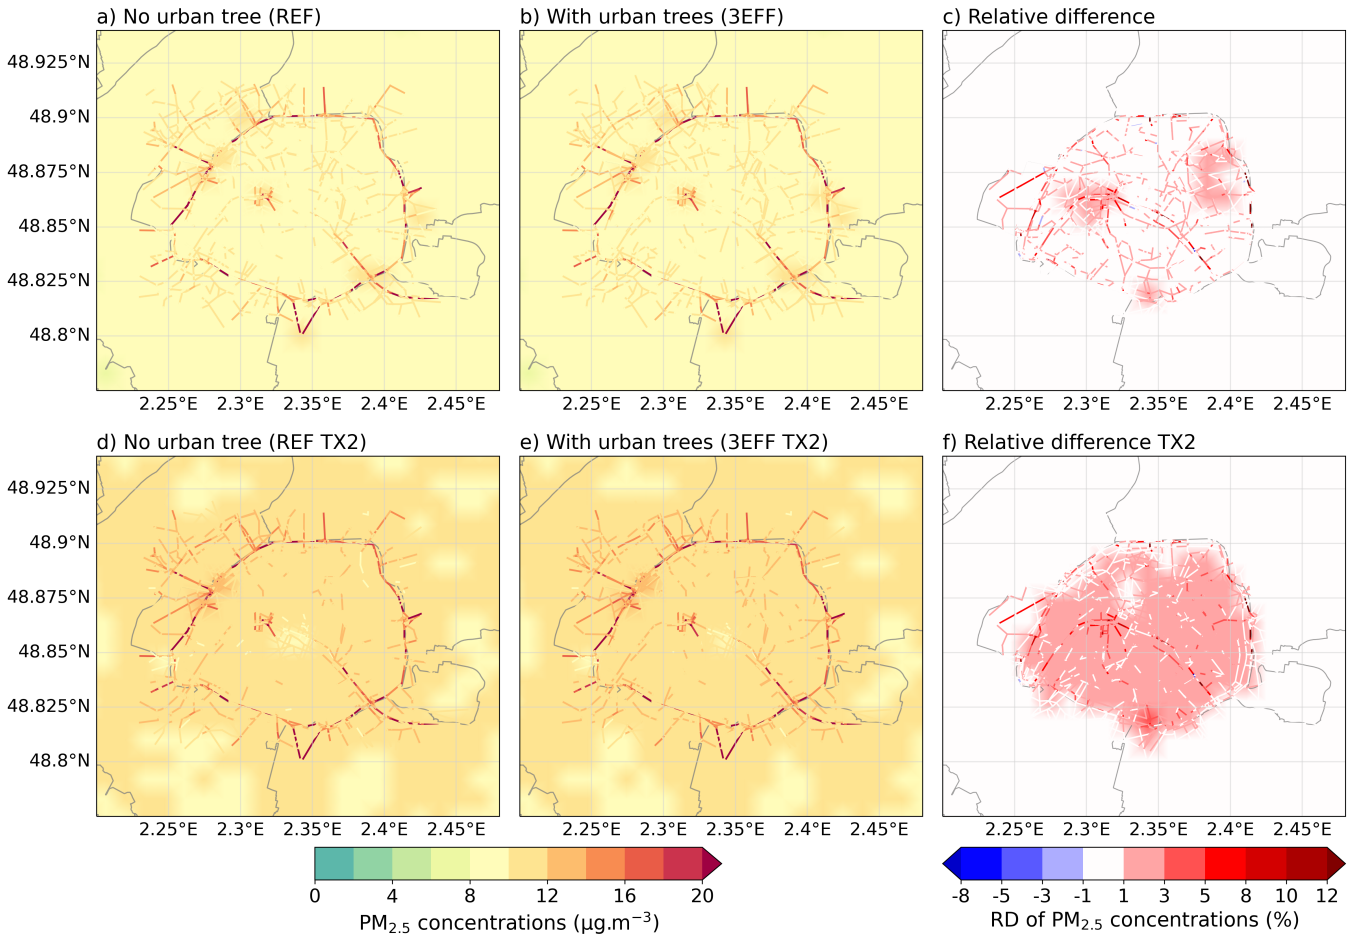 a) No urban tree (REF)
b) With urban trees (3EFF)
c) Relative difference
48.925°N
48.9°N
48.875°N
48.85°N
48.825°N
48.8°N
2.25°E 2.3°E 2.35°E 2.4°E 2.45°E
2.25°E 2.3°E 2.35°E 2.4°E 2.45°E
2.25°E 2.3°E 2.35°E 2.4°E 2.45°E
d) No urban tree (REF TX2)
e) With urban trees (3EFF TX2)
f) Relative difference TX2
48.925°N
48.9°N
48.875°N
48.85°N
48.825°N
48.8°N
2.25°E 2.3°E 2.35°E 2.4°E 2.45°E
2.25°E 2.3°E 2.35°E 2.4°E 2.45°E
2.25°E 2.3°E 2.35°E 2.4°E 2.45°E
0 4 8 12 16 20
PM₂.₅ concentrations (μg.m⁻³)
-8 -5 -3 -1 1 3 5 8 10 12
RD of PM₂.₅ concentrations (%)